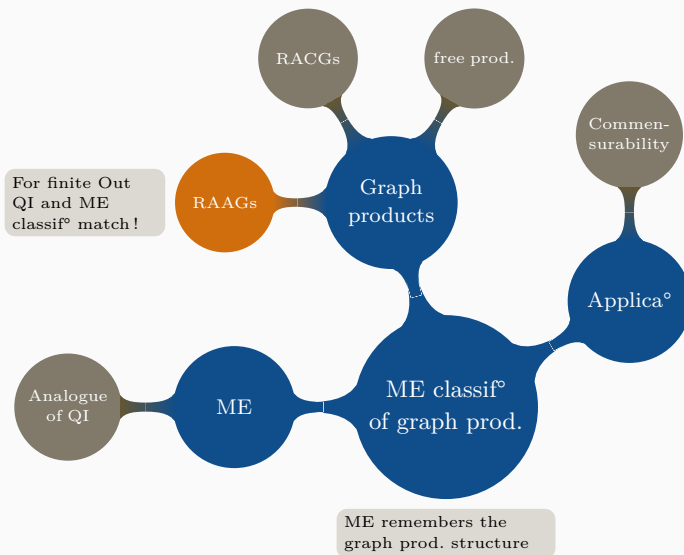 RACGs
free prod.
Commen-
surability
For finite Out
QI and ME
classif° match !
RAAGs
Graph
products
Applica°
Analogue
of QI
ME
ME classif°
of graph prod.
ME remembers the
graph prod. structure